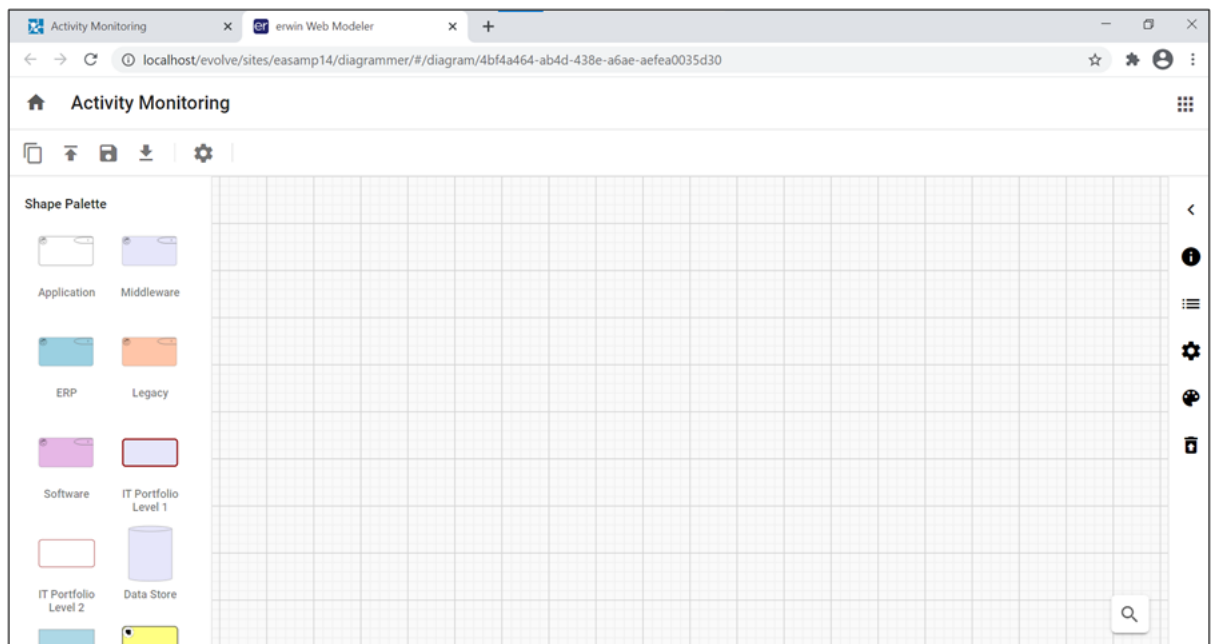 Activity Monitoring
er erwin Web Modeler
localhost/evolve/sites/easamp14/diagrammer/#/diagram/4bf4a464-ab4d-438e-a6ae-aefea0035d30
Activity Monitoring
Shape Palette
Application
Middleware
ERP
Legacy
Software
IT Portfolio
Level 1
IT Portfolio
Level 2
Data Store